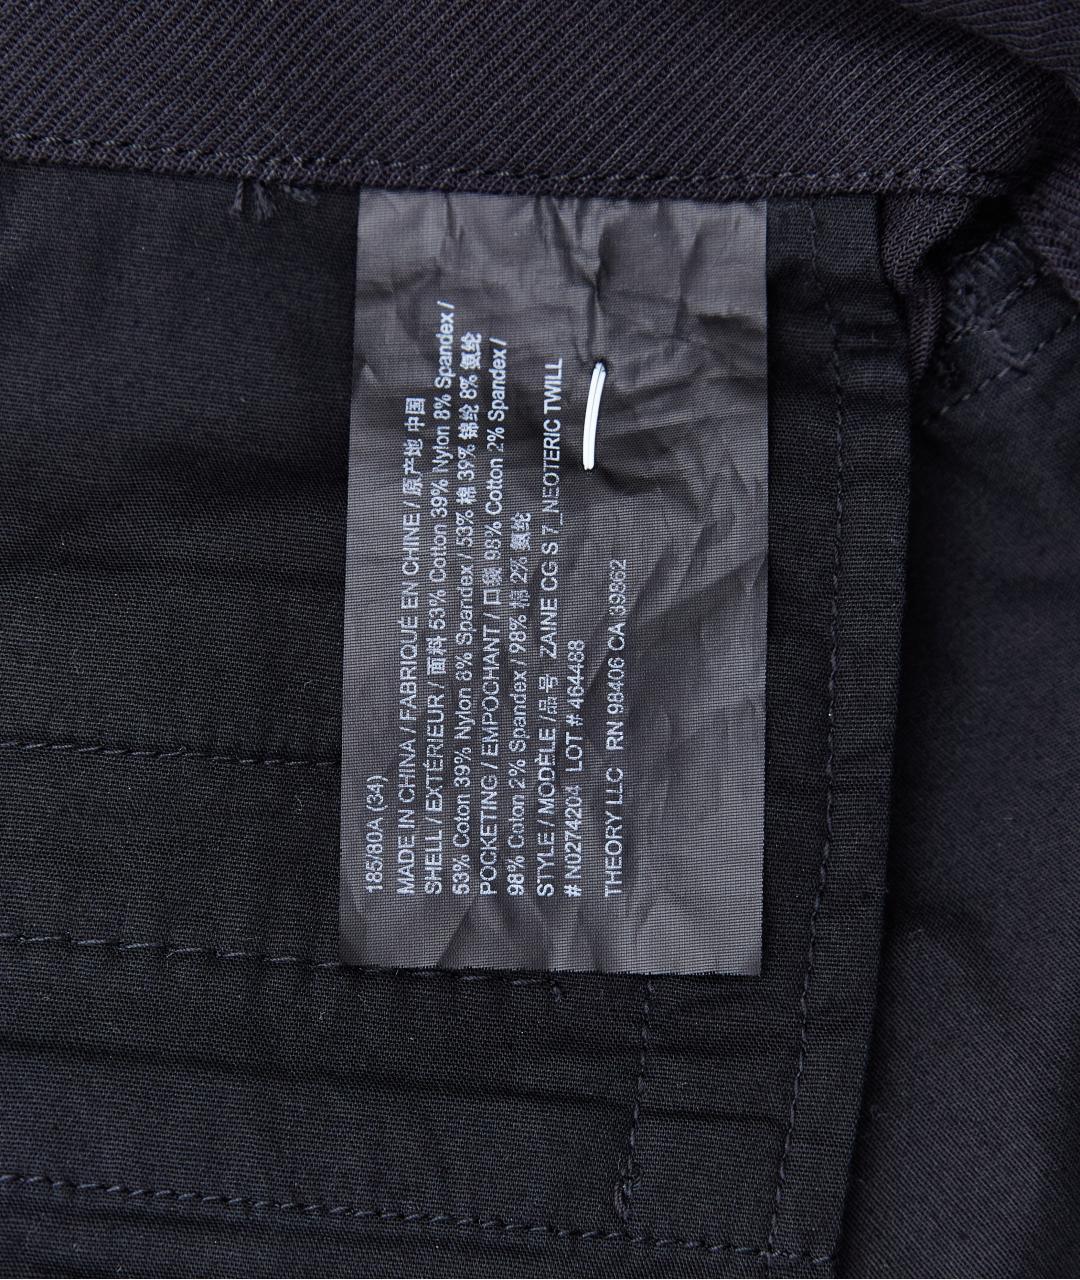 185/80A (34)
MADE IN CHINA / FABRIQUÉ EN CHINE / 原产地 中国
SHELL / EXTÉRIEUR / 面料 53% Cotton 39% Nylon 8% Spandex /
53% Coton 39% Nylon 8% Spandex / 53% 棉 39% 锦纶 8% 氨纶
POCKETING / EMPOCHANT / 口袋 98% Cotton 2% Spandex /
98% Coton 2% Spandex / 98% 棉 2% 氨纶
STYLE / MODÈLE / 品号 ZAINE CG S 7_NEOTERIC TWILL
# N0274204 LOT # 464488
THEORY LLC RN 98406 CA 39862